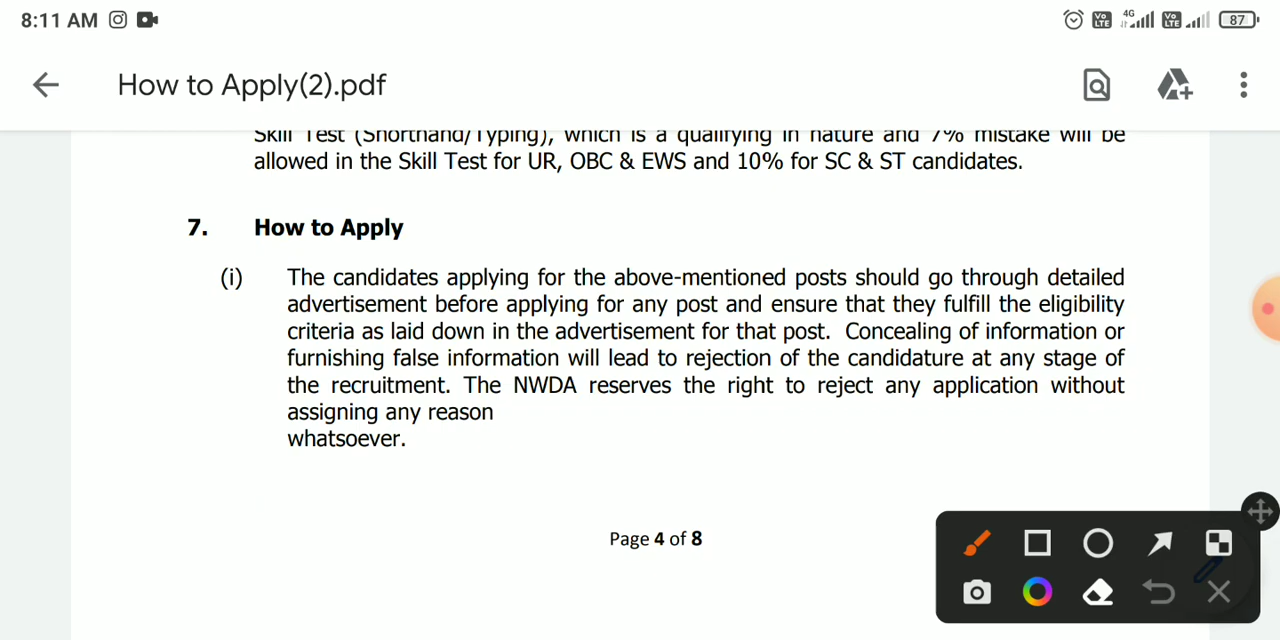 8:11 AM
Vo LTE 4G Vo LTE 87
How to Apply(2).pdf
Skill Test (Shorthand/Typing), which is a qualifying in nature and 7% mistake will be
allowed in the Skill Test for UR, OBC & EWS and 10% for SC & ST candidates.
7. How to Apply
(i) The candidates applying for the above-mentioned posts should go through detailed
advertisement before applying for any post and ensure that they fulfill the eligibility
criteria as laid down in the advertisement for that post. Concealing of information or
furnishing false information will lead to rejection of the candidature at any stage of
the recruitment. The NWDA reserves the right to reject any application without
assigning any reason
whatsoever.
Page 4 of 8